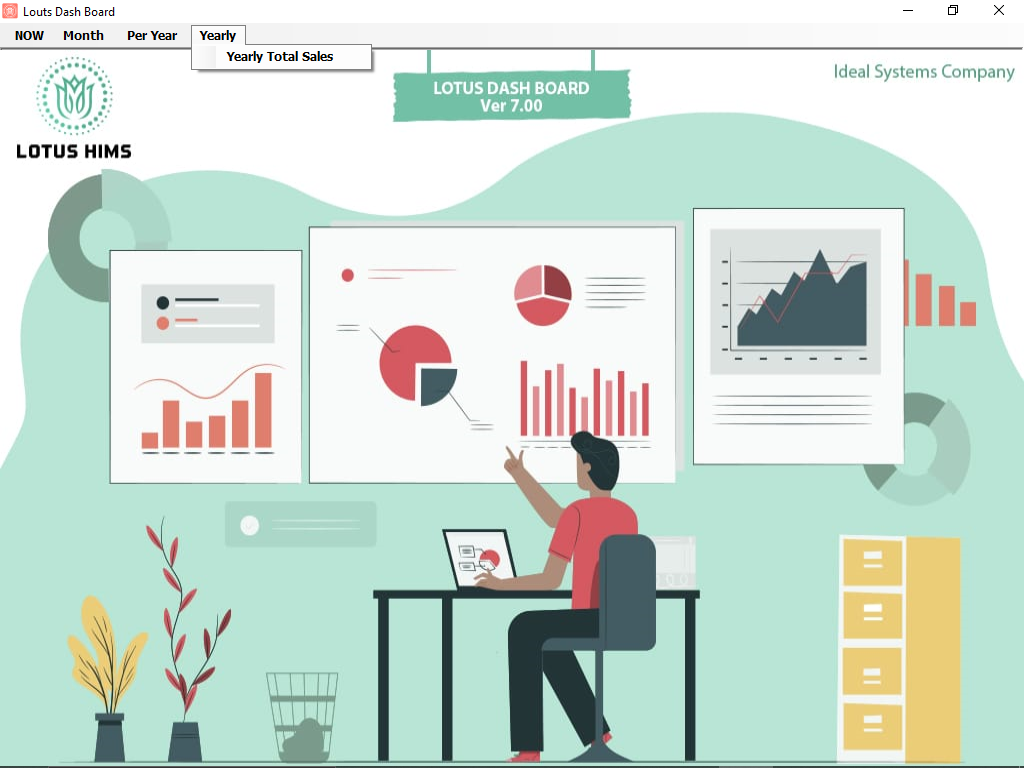 Louts Dash Board
NOW Month Per Year Yearly
Yearly Total Sales
LOTUS HIMS
LOTUS DASH BOARD
Ver 7.00
Ideal Systems Company